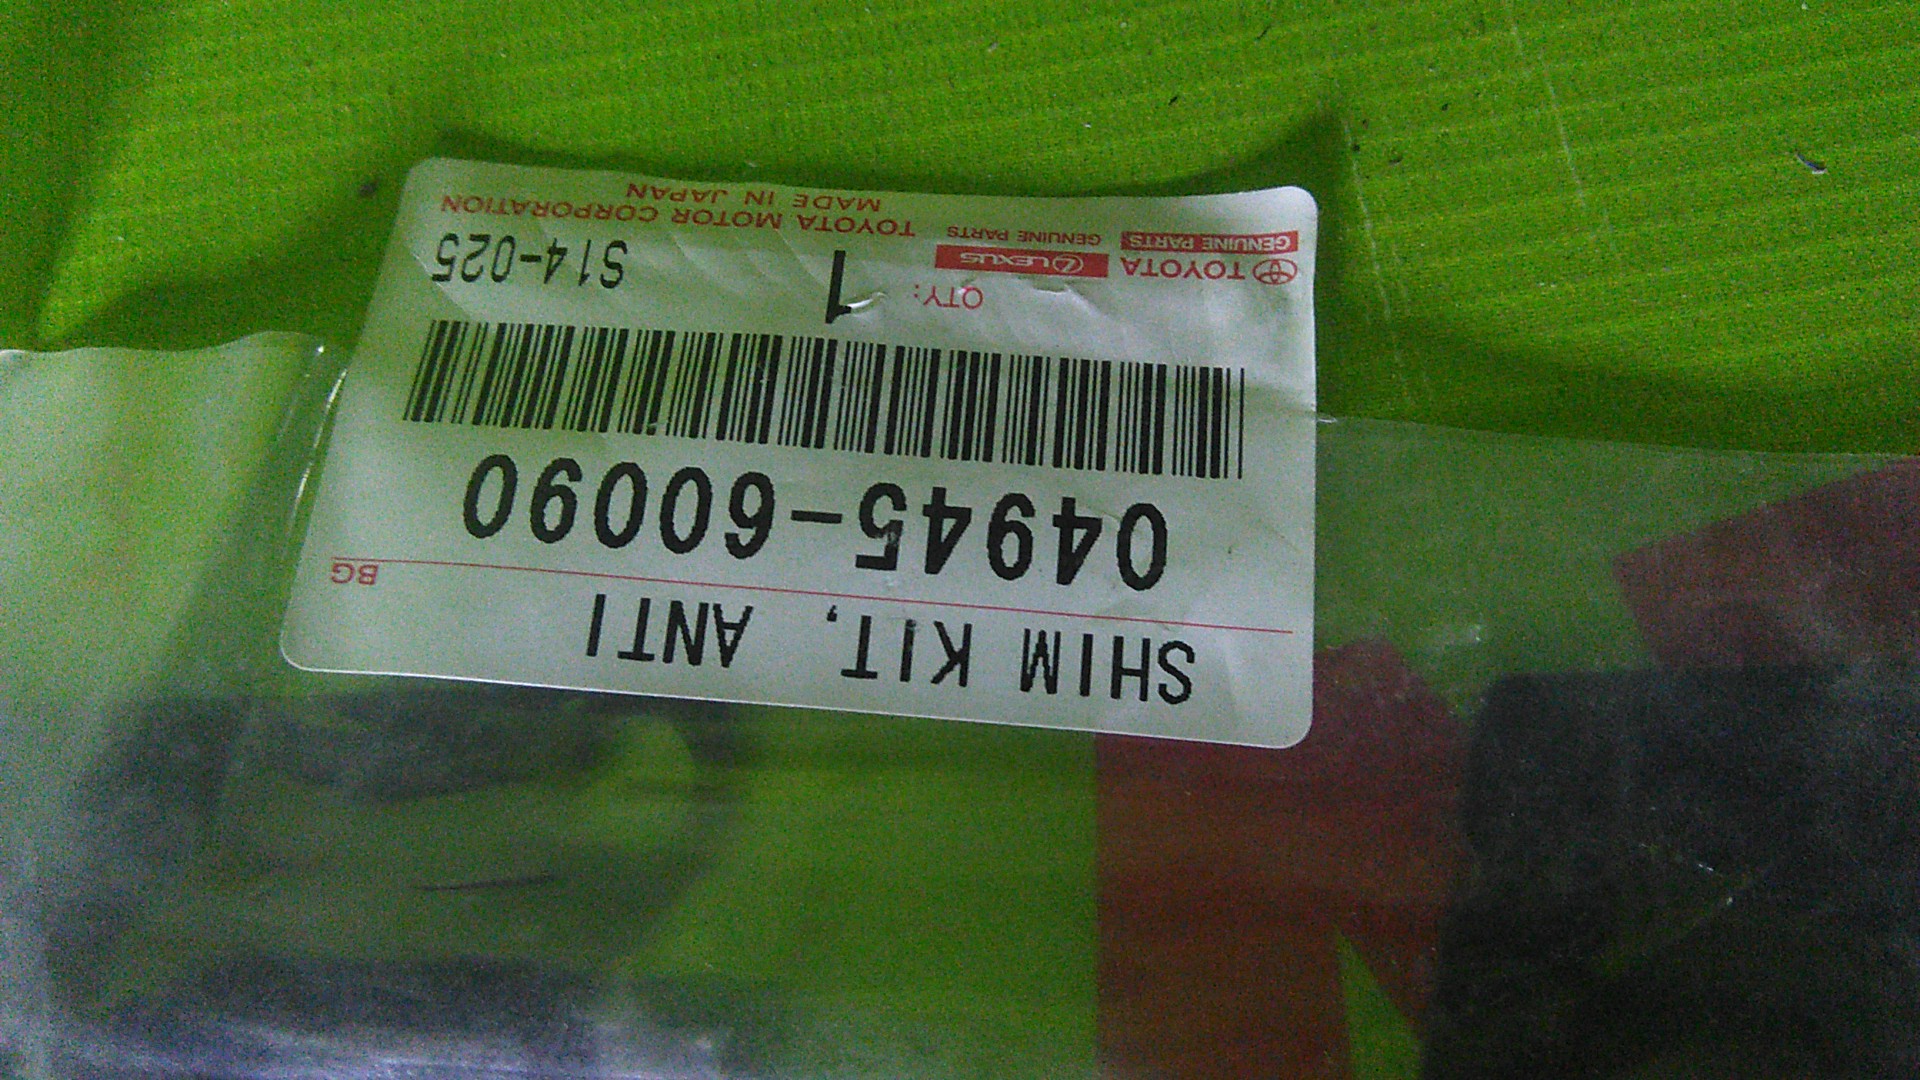 SHIM KIT, ANTI
BG
04945-60090
QTY: 1
S14-025
TOYOTA
GENUINE PARTS
LEXUS
GENUINE PARTS
TOYOTA MOTOR CORPORATION
MADE IN JAPAN